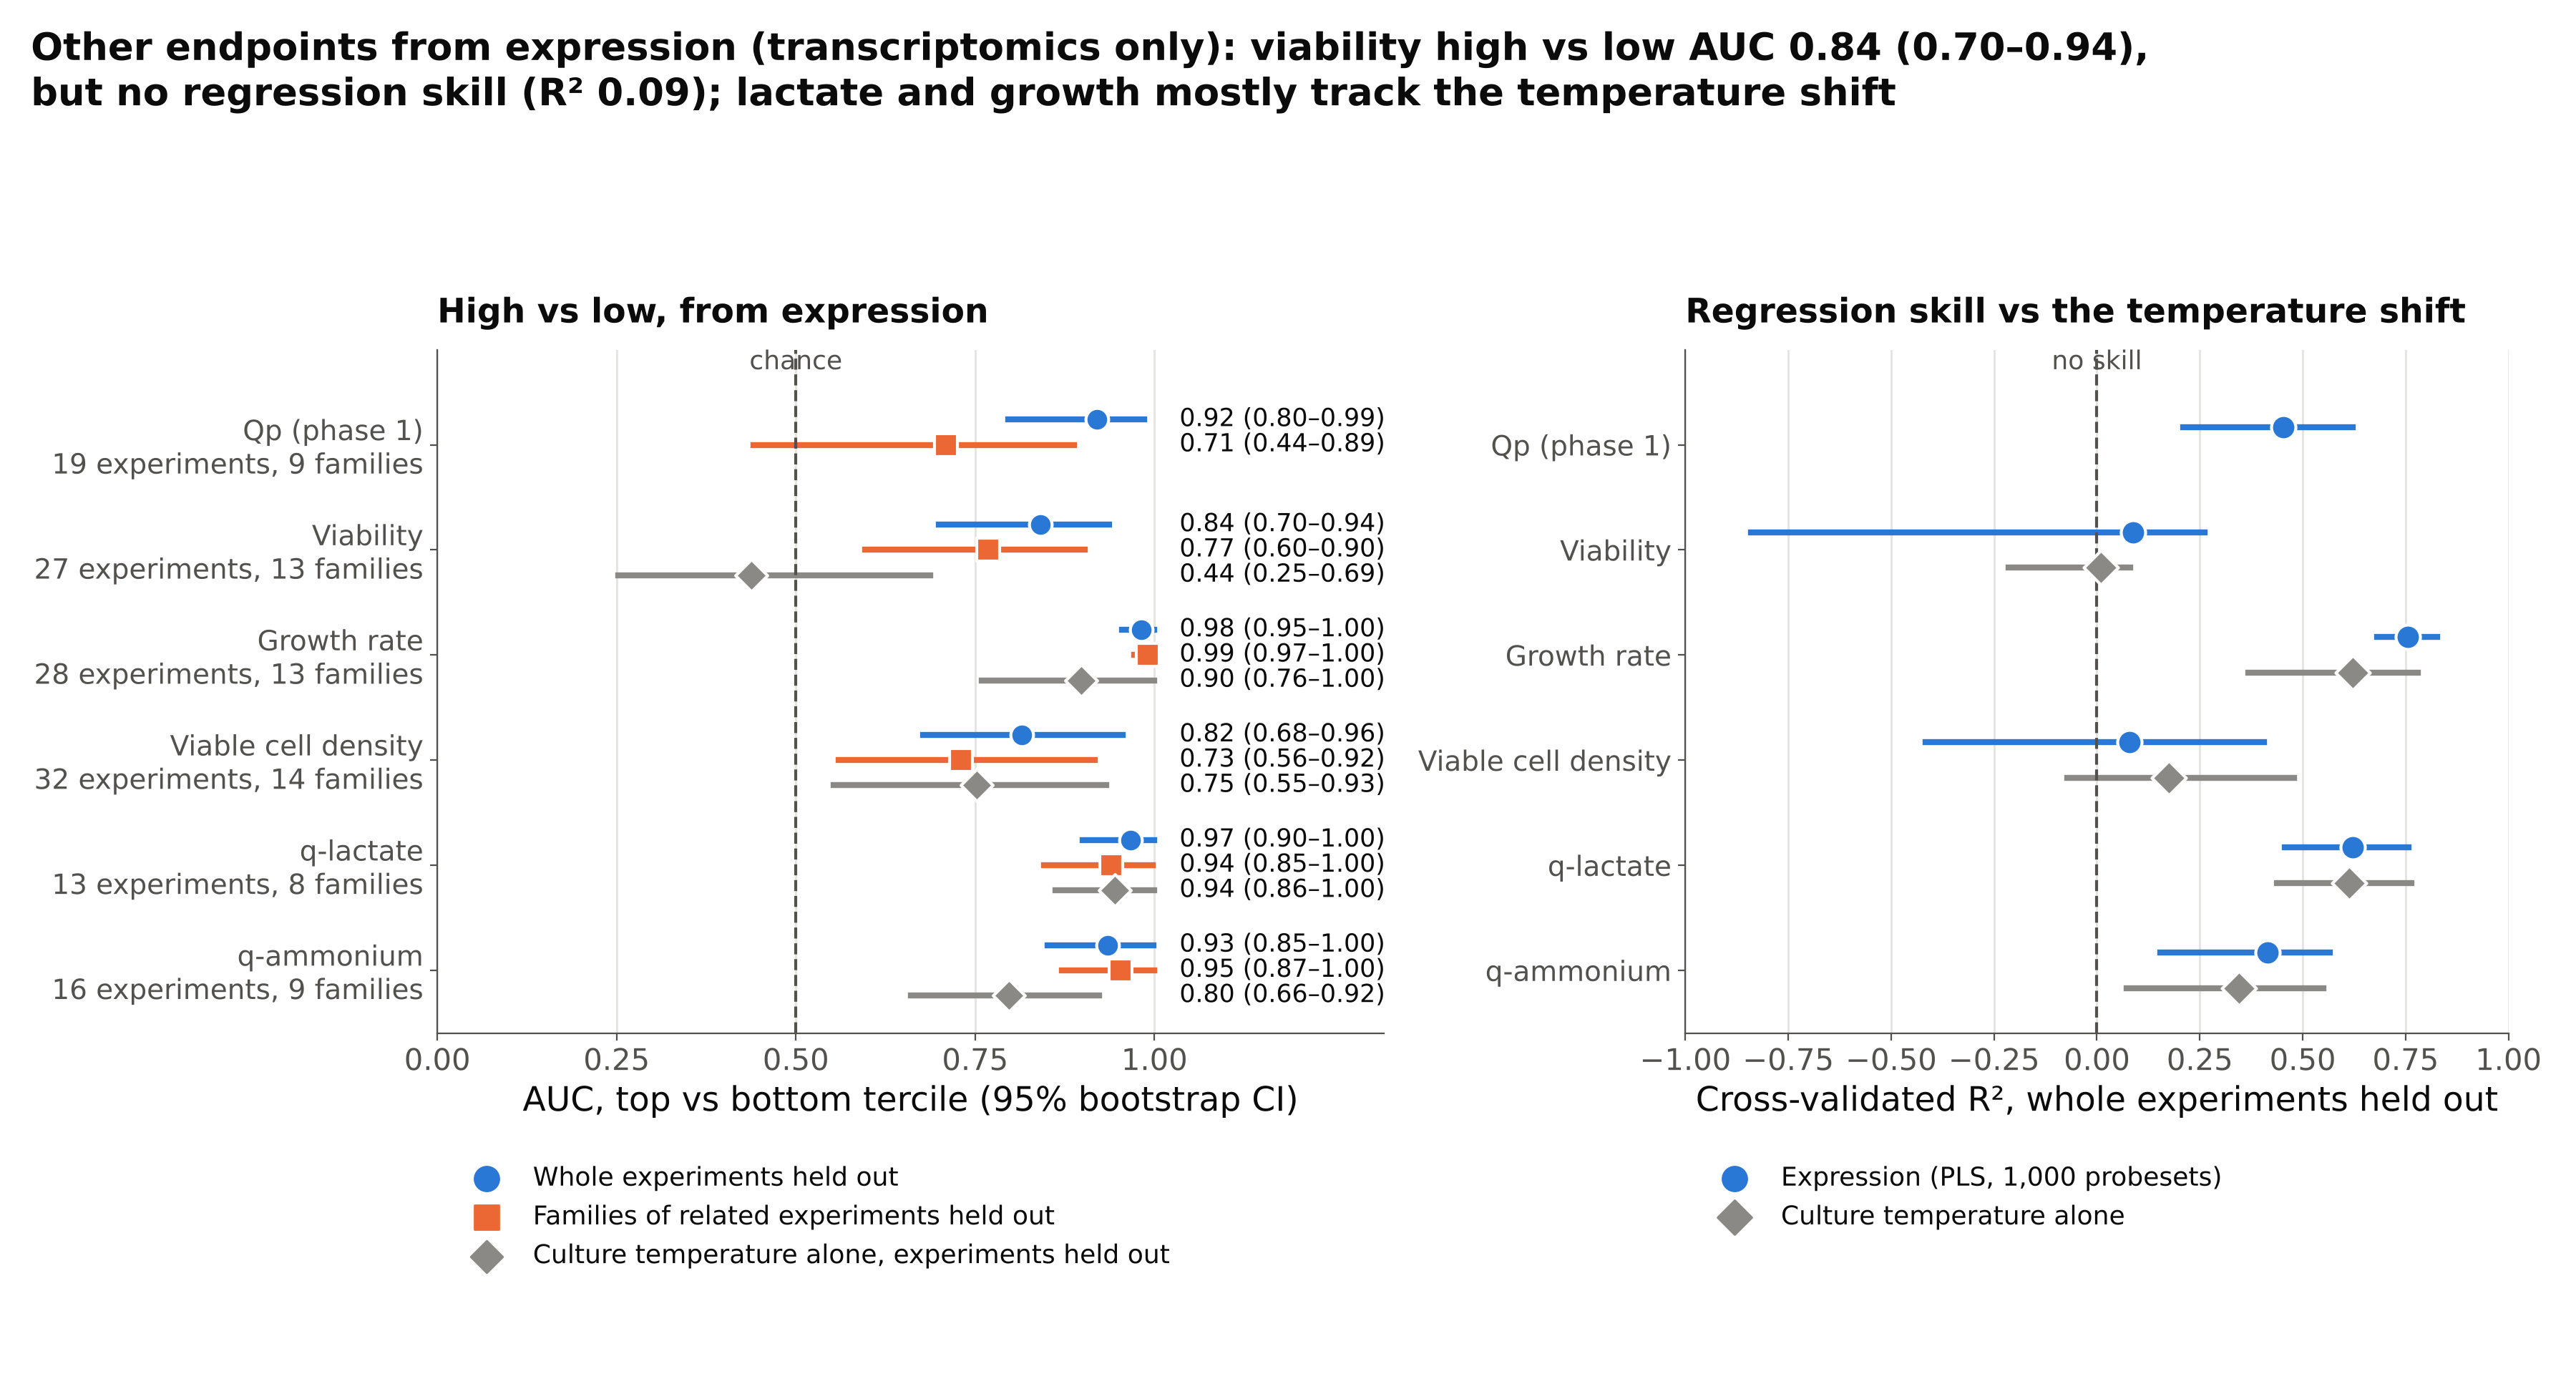 Other endpoints from expression (transcriptomics only): viability high vs low AUC 0.84 (0.70–0.94),
but no regression skill (R² 0.09); lactate and growth mostly track the temperature shift
High vs low, from expression
chance
Qp (phase 1)
19 experiments, 9 families
0.92 (0.80–0.99)
0.71 (0.44–0.89)
Viability
27 experiments, 13 families
0.84 (0.70–0.94)
0.77 (0.60–0.90)
0.44 (0.25–0.69)
Growth rate
28 experiments, 13 families
0.98 (0.95–1.00)
0.99 (0.97–1.00)
0.90 (0.76–1.00)
Viable cell density
32 experiments, 14 families
0.82 (0.68–0.96)
0.73 (0.56–0.92)
0.75 (0.55–0.93)
q-lactate
13 experiments, 8 families
0.97 (0.90–1.00)
0.94 (0.85–1.00)
0.94 (0.86–1.00)
q-ammonium
16 experiments, 9 families
0.93 (0.85–1.00)
0.95 (0.87–1.00)
0.80 (0.66–0.92)
0.00 0.25 0.50 0.75 1.00
AUC, top vs bottom tercile (95% bootstrap CI)
Whole experiments held out
Families of related experiments held out
Culture temperature alone, experiments held out
Regression skill vs the temperature shift
no skill
Qp (phase 1)
Viability
Growth rate
Viable cell density
q-lactate
q-ammonium
−1.00 −0.75 −0.50 −0.25 0.00 0.25 0.50 0.75 1.00
Cross-validated R², whole experiments held out
Expression (PLS, 1,000 probesets)
Culture temperature alone